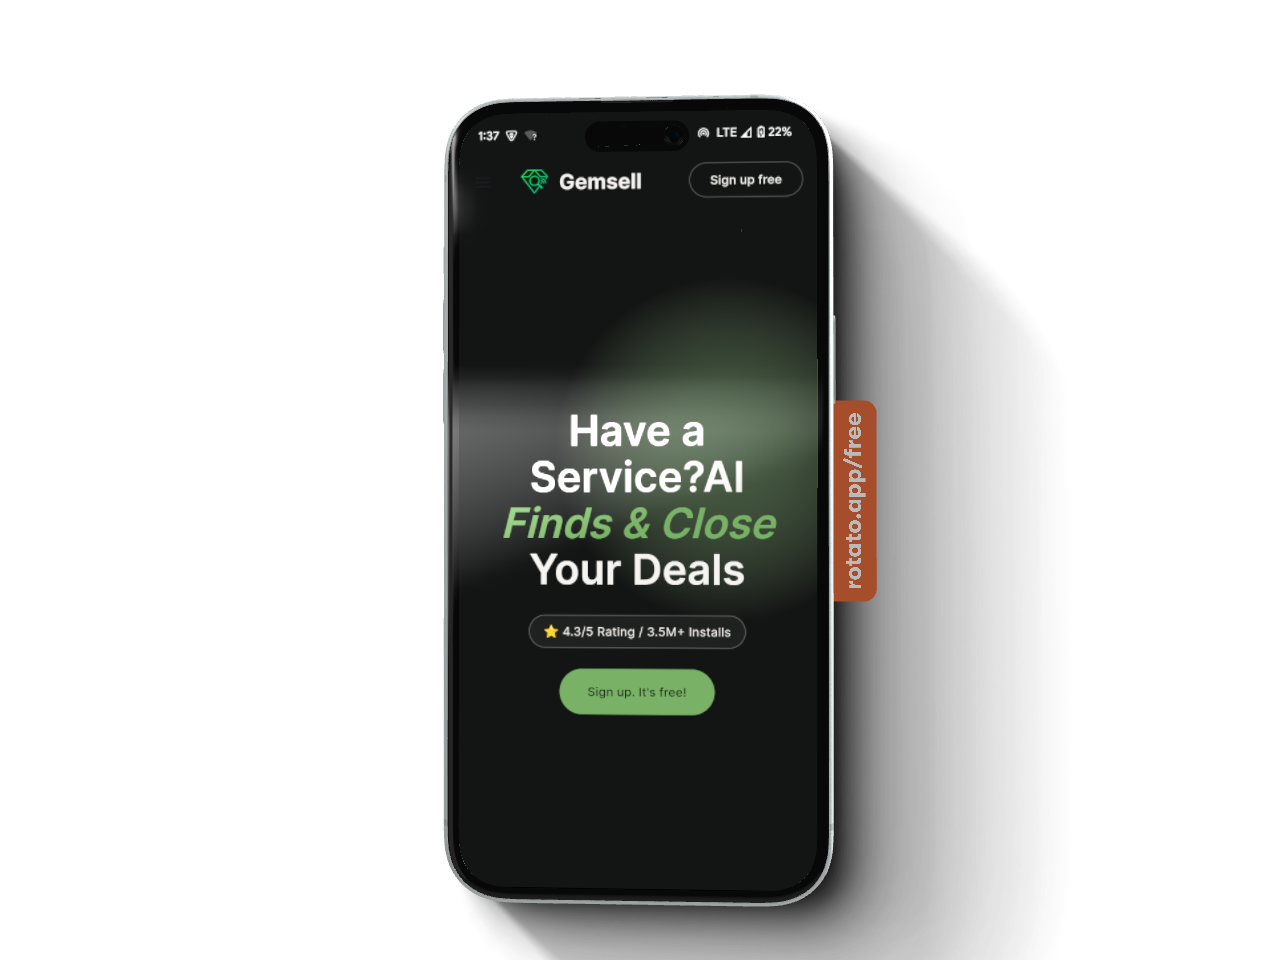 1:37
LTE 22%
Gemsell
Sign up free
Have a
Service?AI
Finds & Close
Your Deals
⭐ 4.3/5 Rating / 3.5M+ Installs
Sign up. It's free!
rotato.app/free